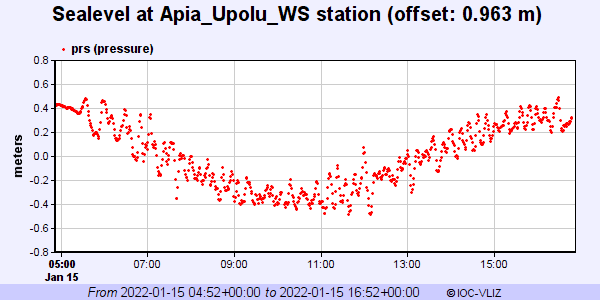 Sealevel at Apia_Upolu_WS station (offset: 0.963 m)
prs (pressure)
meters
0.8
0.6
0.4
0.2
0.0
-0.2
-0.4
-0.6
-0.8
05:00 07:00 09:00 11:00 13:00 15:00
Jan 15
From 2022-01-15 04:52+00:00 to 2022-01-15 16:52+00:00 © IOC-VLIZ